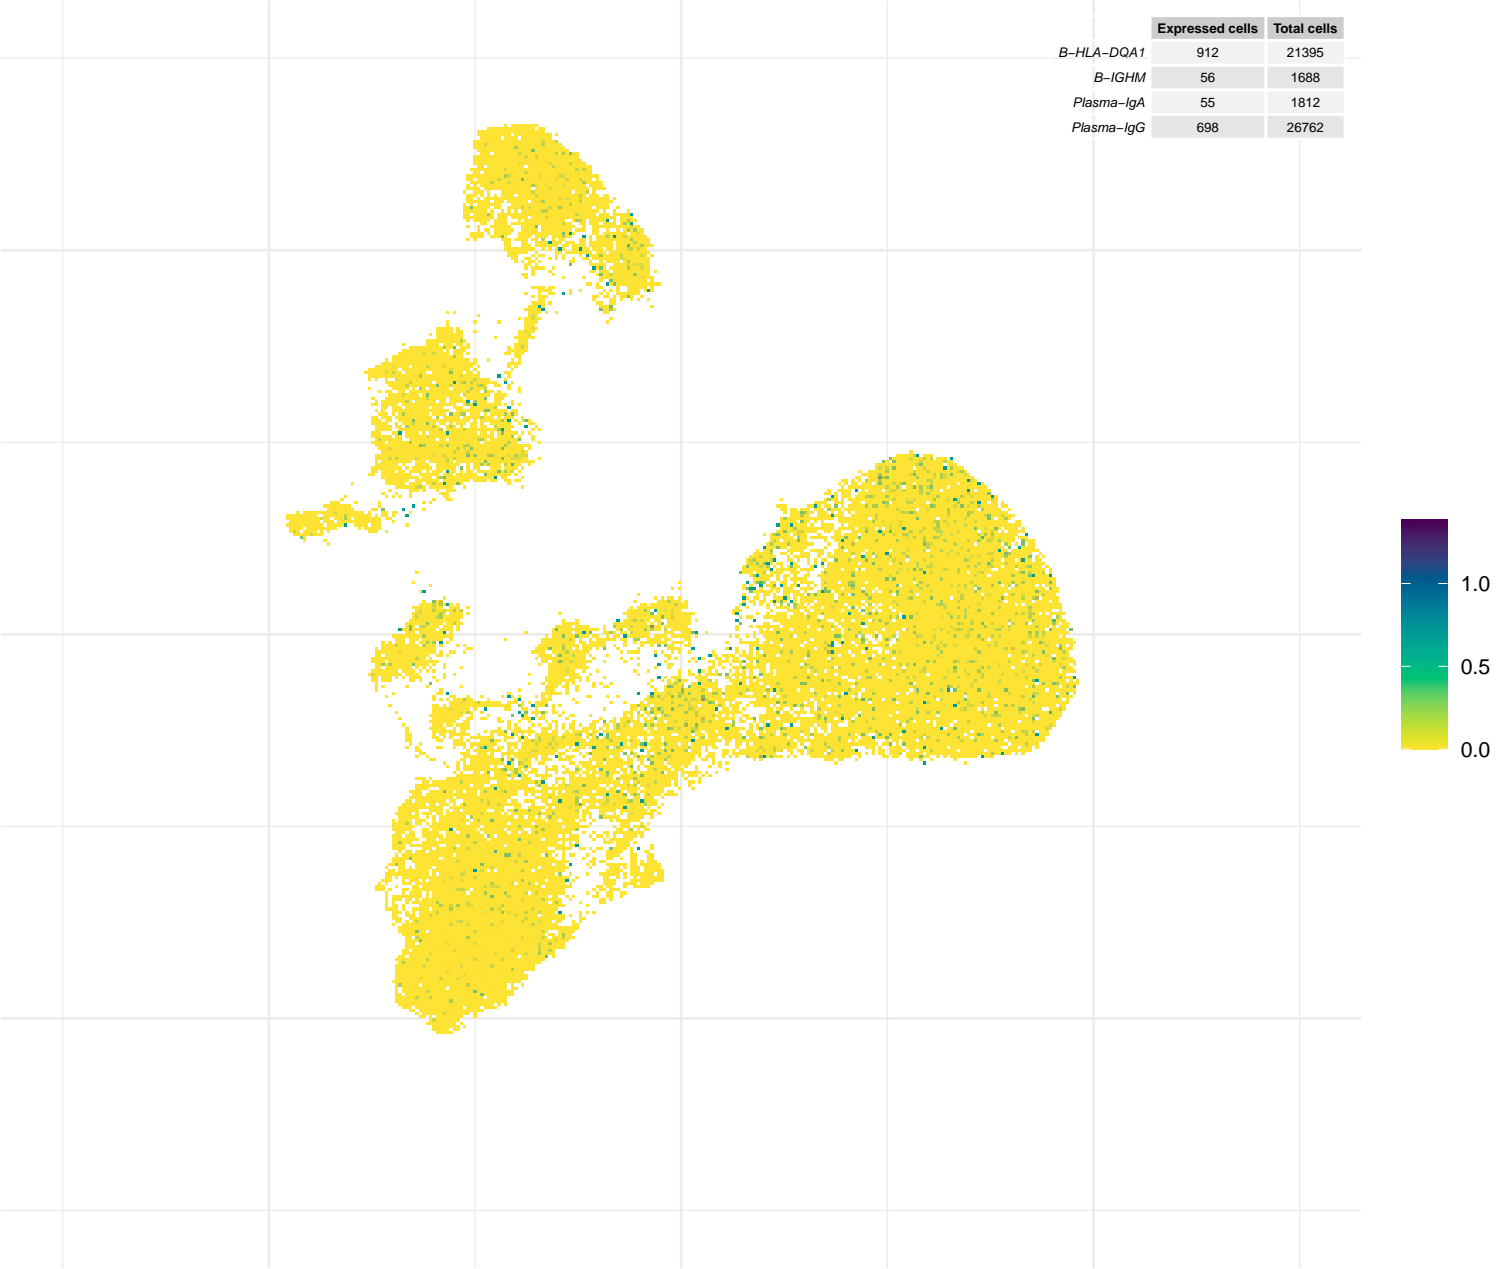 Expressed cells Total cells
B−HLA−DQA1 912 21395
B−IGHM 56 1688
Plasma−IgA 55 1812
Plasma−IgG 698 26762
1.0
0.5
0.0